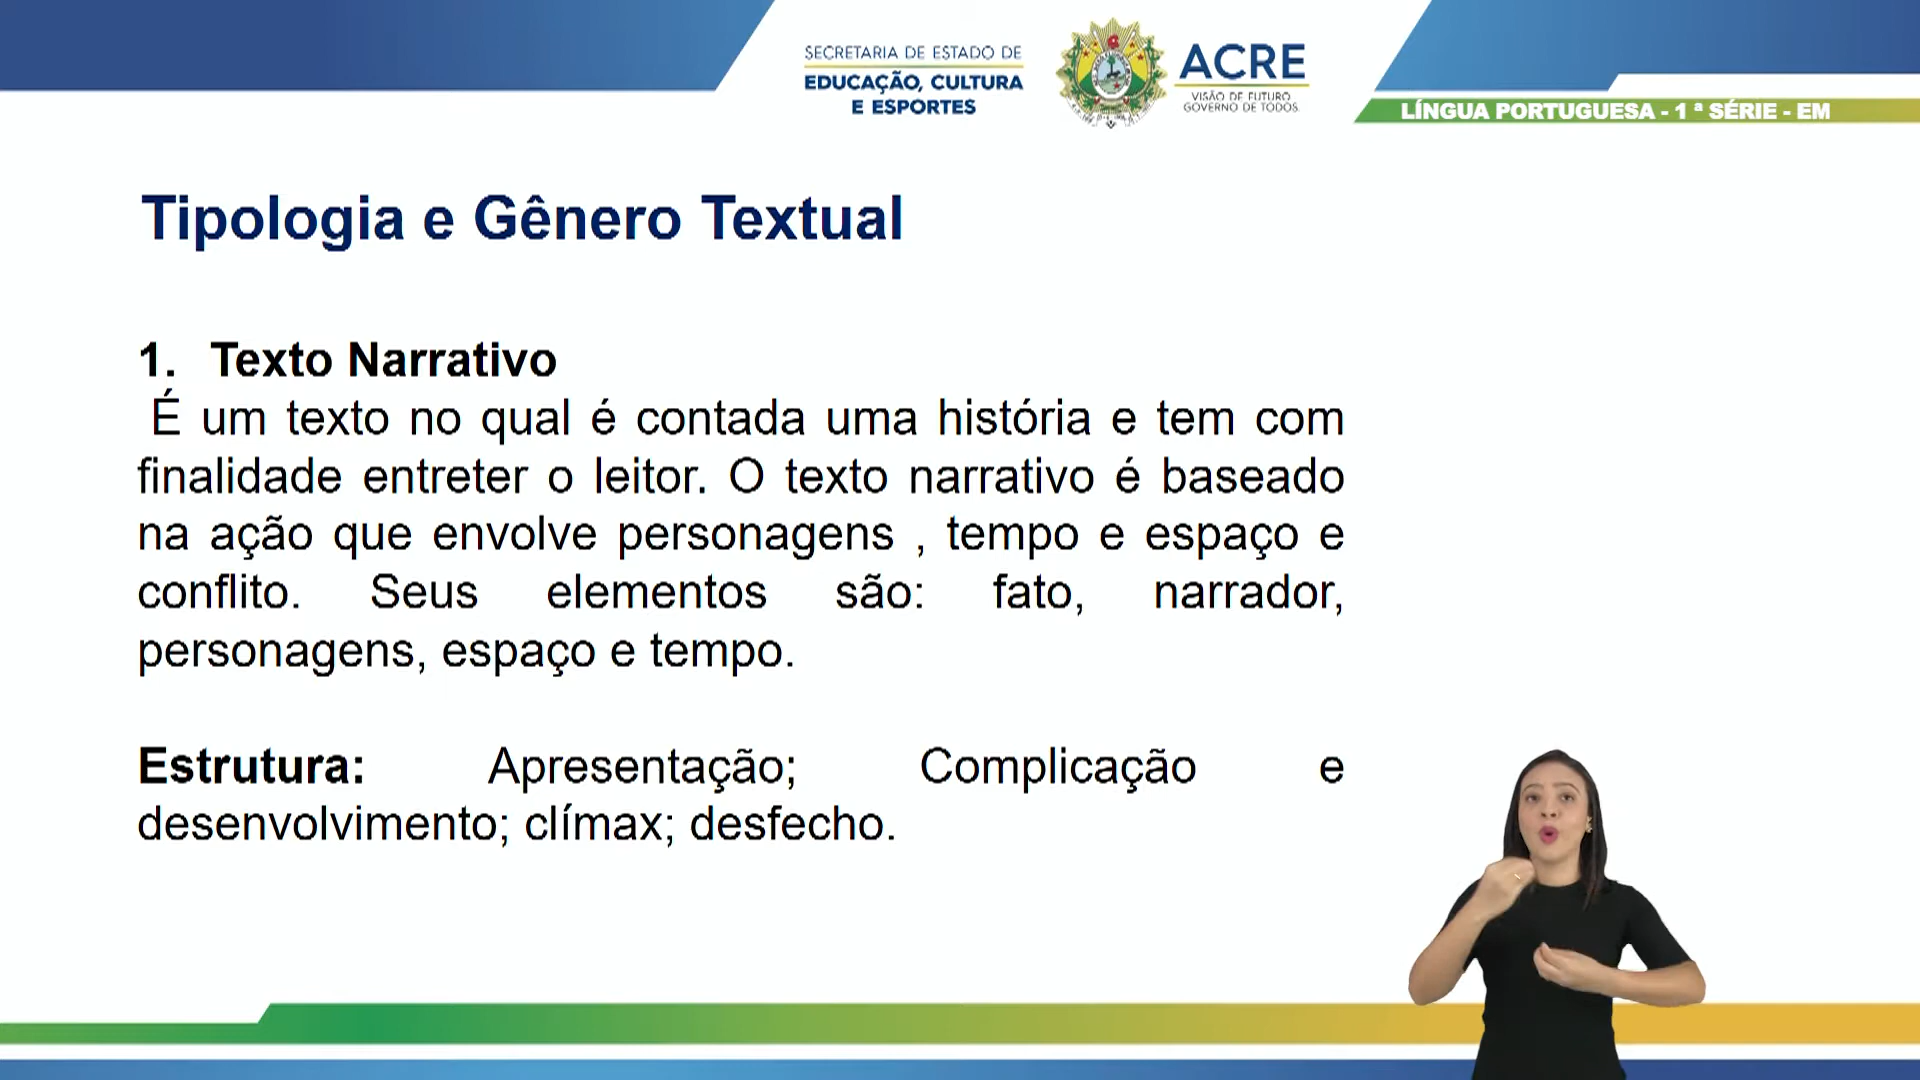 SECRETARIA DE ESTADO DE
EDUCAÇÃO, CULTURA
E ESPORTES
ACRE
VISÃO DE FUTURO
GOVERNO DE TODOS
LÍNGUA PORTUGUESA - 1 ª SÉRIE - EM
Tipologia e Gênero Textual
1. Texto Narrativo
É um texto no qual é contada uma história e tem com
finalidade entreter o leitor. O texto narrativo é baseado
na ação que envolve personagens , tempo e espaço e
conflito. Seus elementos são: fato, narrador,
personagens, espaço e tempo.
Estrutura: Apresentação; Complicação e
desenvolvimento; clímax; desfecho.